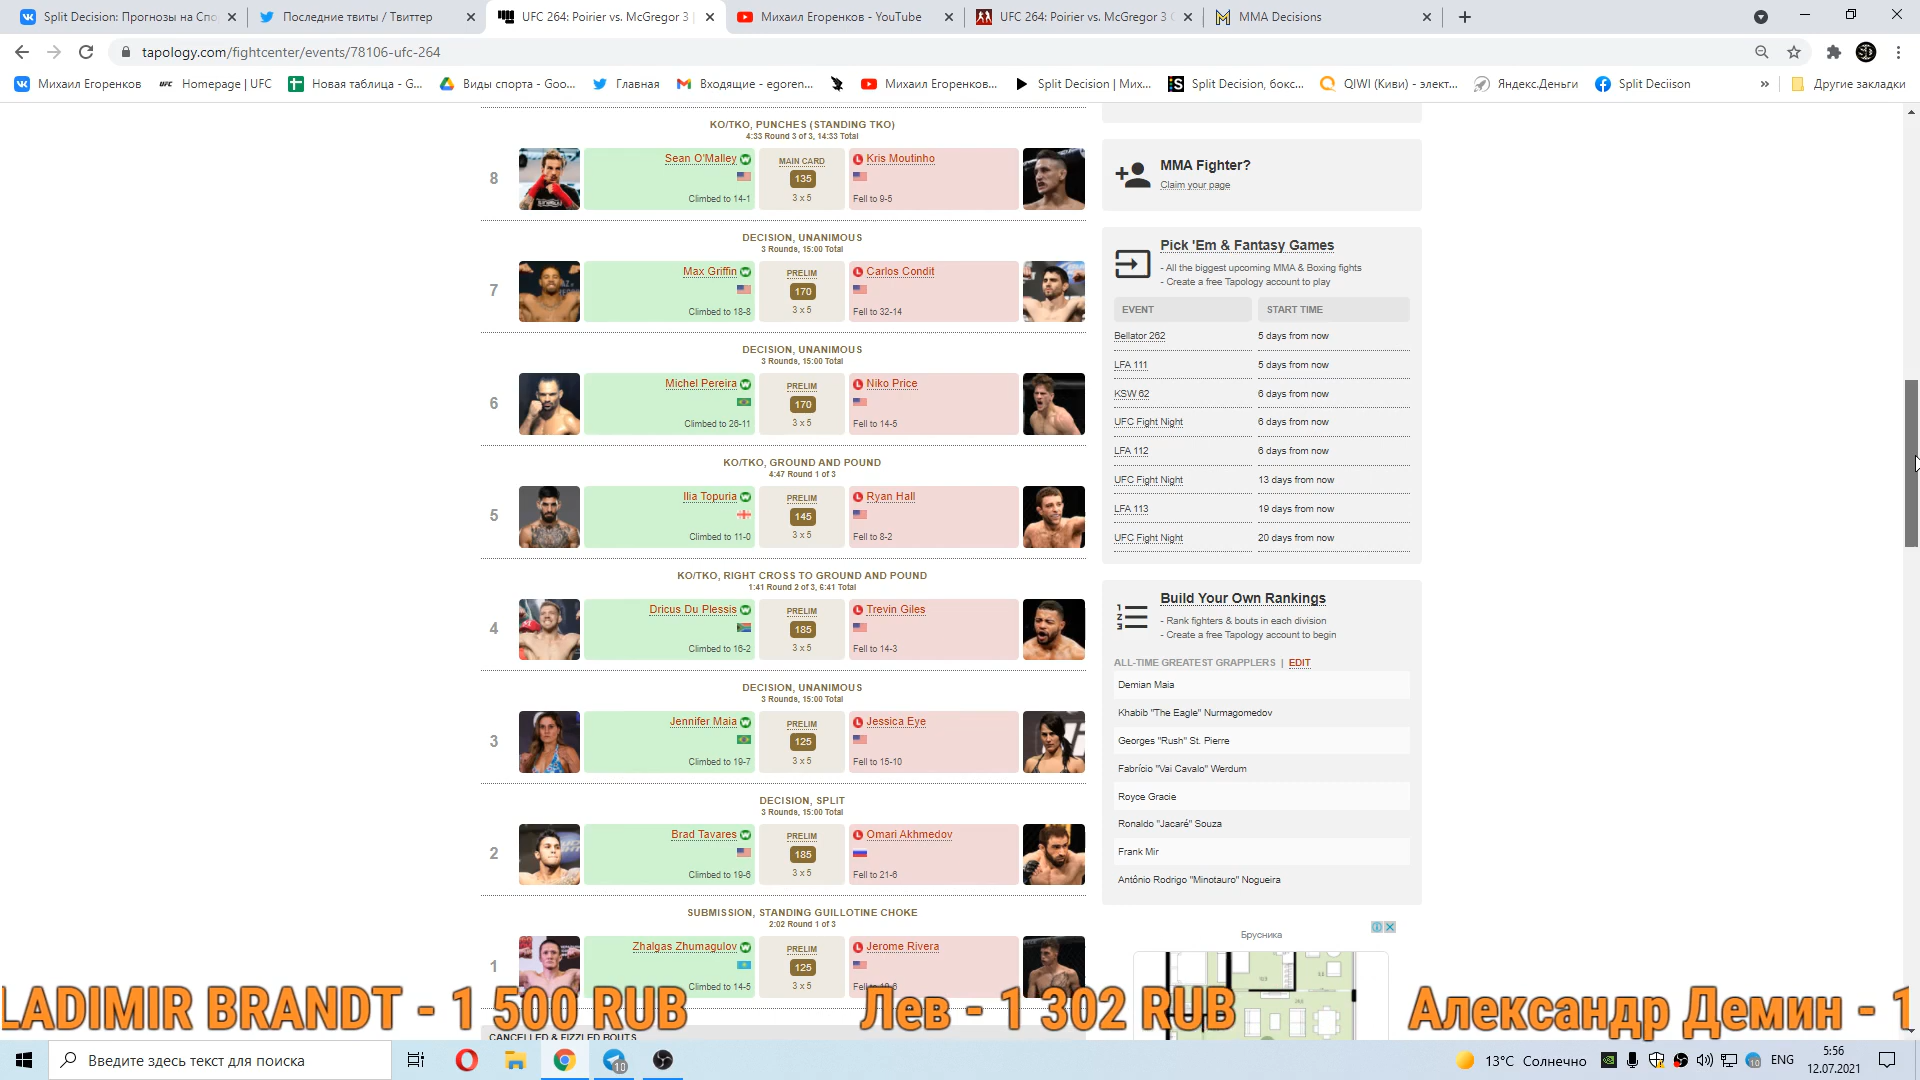 Split Decision: Прогнозы на Спо
Последние твиты / Твиттер
UFC 264: Poirier vs. McGregor 3 |
Михаил Егоренков - YouTube
UFC 264: Poirier vs. McGregor 3
MMA Decisions
tapology.com/fightcenter/events/78106-ufc-264
Михаил Егоренков
Homepage | UFC
Новая таблица - G...
Виды спорта - Goo...
Главная
Входящие - egoren...
Михаил Егоренков...
Split Decision | Мих...
Split Decision, бокс...
QIWI (Киви) - элект...
Яндекс.Деньги
Split Deciison
Другие закладки
KO/TKO, PUNCHES (STANDING TKO)
4:33 Round 3 of 3, 14:33 Total
8
Sean O'Malley W
MAIN CARD
L Kris Moutinho
135
Climbed to 14-1
3 x 5
Fell to 9-5
DECISION, UNANIMOUS
3 Rounds, 15:00 Total
7
Max Griffin W
PRELIM
L Carlos Condit
170
Climbed to 18-8
3 x 5
Fell to 32-14
DECISION, UNANIMOUS
3 Rounds, 15:00 Total
6
Michel Pereira W
PRELIM
L Niko Price
170
Climbed to 26-11
3 x 5
Fell to 14-5
KO/TKO, GROUND AND POUND
4:47 Round 1 of 3
5
Ilia Topuria W
PRELIM
L Ryan Hall
145
Climbed to 11-0
3 x 5
Fell to 8-2
KO/TKO, RIGHT CROSS TO GROUND AND POUND
1:41 Round 2 of 3, 6:41 Total
4
Dricus Du Plessis W
PRELIM
L Trevin Giles
185
Climbed to 16-2
3 x 5
Fell to 14-3
DECISION, UNANIMOUS
3 Rounds, 15:00 Total
3
Jennifer Maia W
PRELIM
L Jessica Eye
125
Climbed to 19-7
3 x 5
Fell to 15-10
DECISION, SPLIT
3 Rounds, 15:00 Total
2
Brad Tavares W
PRELIM
L Omari Akhmedov
185
Climbed to 19-6
3 x 5
Fell to 21-6
SUBMISSION, STANDING GUILLOTINE CHOKE
2:02 Round 1 of 3
1
Zhalgas Zhumagulov W
PRELIM
L Jerome Rivera
125
Climbed to 14-5
3 x 5
CANCELLED & FIZZLED BOUTS
MMA Fighter?
Claim your page
Pick 'Em & Fantasy Games
- All the biggest upcoming MMA & Boxing fights
- Create a free Tapology account to play
EVENT START TIME
Bellator 262 5 days from now
LFA 111 5 days from now
KSW 62 6 days from now
UFC Fight Night 6 days from now
LFA 112 6 days from now
UFC Fight Night 13 days from now
LFA 113 19 days from now
UFC Fight Night 20 days from now
Build Your Own Rankings
- Rank fighters & bouts in each division
- Create a free Tapology account to begin
ALL-TIME GREATEST GRAPPLERS | EDIT
Demian Maia
Khabib "The Eagle" Nurmagomedov
Georges "Rush" St. Pierre
Fabrício "Vai Cavalo" Werdum
Royce Gracie
Ronaldo "Jacaré" Souza
Frank Mir
Antônio Rodrigo "Minotauro" Nogueira
Брусника
LADIMIR BRANDT - 1 500 RUB Лев - 1 302 RUB Александр Демин - 1
Введите здесь текст для поиска
10
13°C Солнечно
10
ENG
5:56
12.07.2021